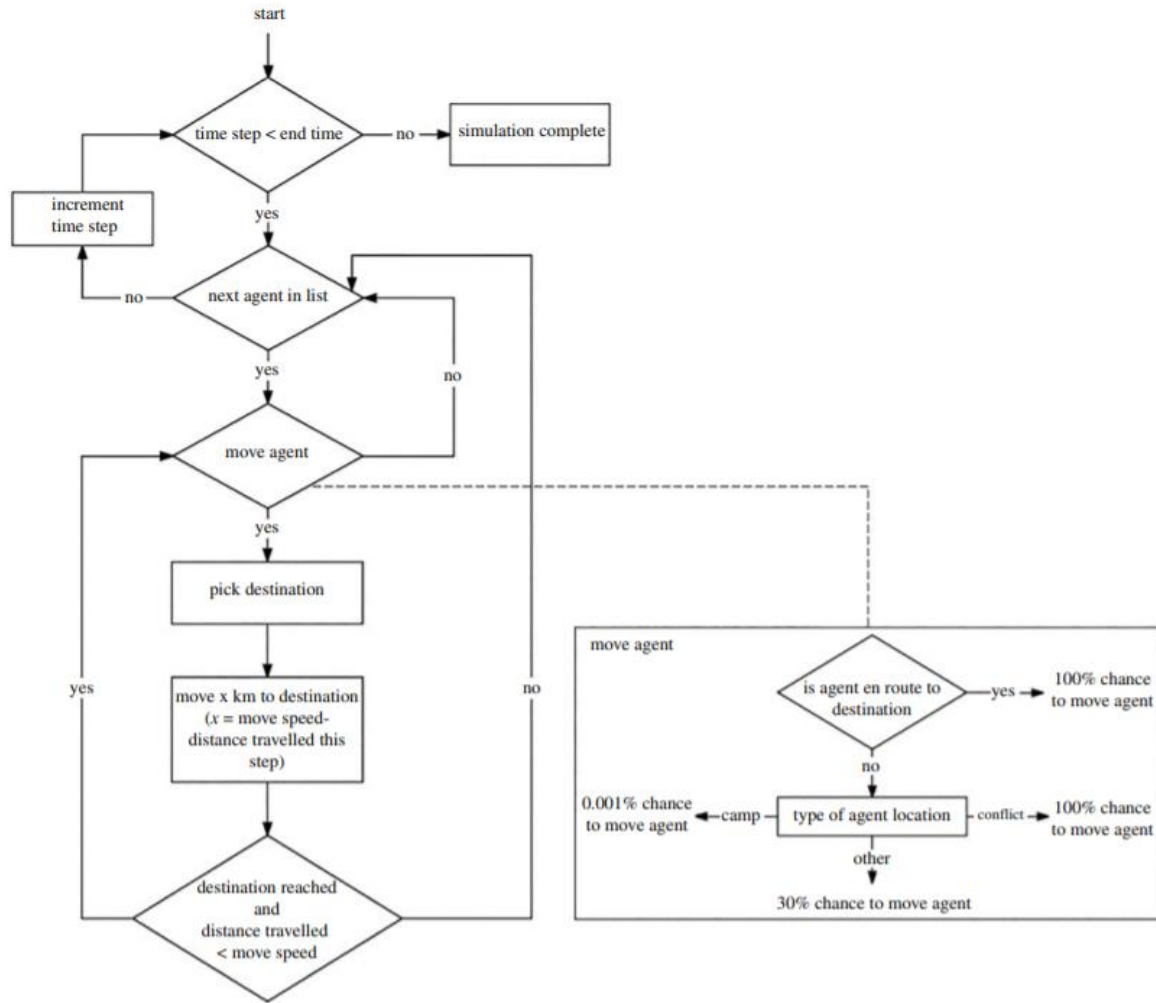 start
time step < end time
no
simulation complete
increment
time step
yes
next agent in list
no
yes
no
move agent
yes
pick destination
yes
move x km to destination
(x = move speed-
distance travelled this
step)
no
destination reached
and
distance travelled
< move speed
move agent
is agent en route to
destination
yes
100% chance
to move agent
no
0.001% chance
to move agent
camp
type of agent location
conflict
100% chance
to move agent
other
30% chance to move agent